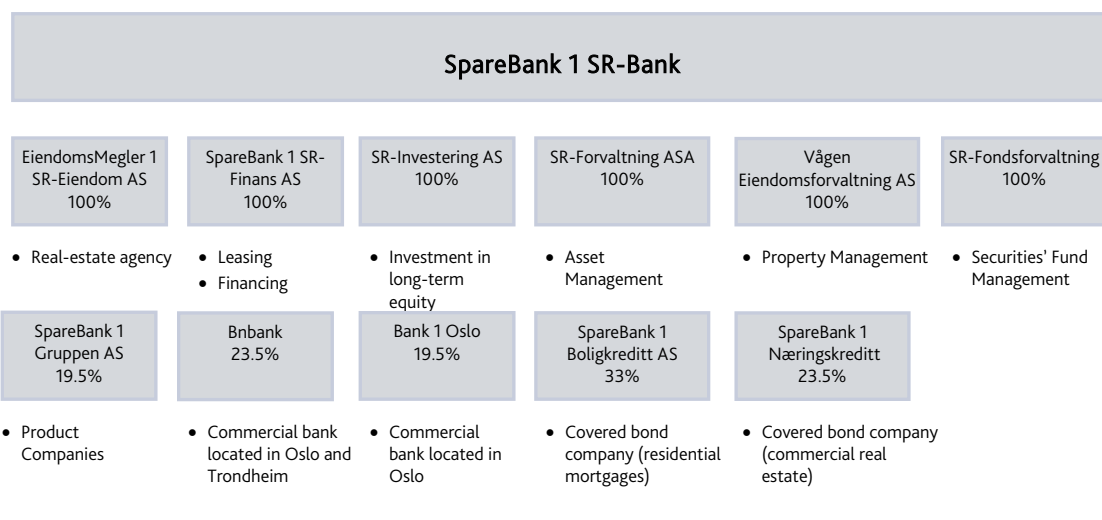 SpareBank 1 SR-Bank
EiendomsMegler 1
SR-Eiendom AS
100%
SpareBank 1 SR-
Finans AS
100%
SR-Investering AS
100%
SR-Forvaltning ASA
100%
Vågen
Eiendomsforvaltning AS
100%
SR-Fondsforvaltning
100%
• Real-estate agency
• Leasing
• Financing
• Investment in
long-term
equity
• Asset
Management
• Property Management
• Securities' Fund
Management
SpareBank 1
Gruppen AS
19.5%
Bnbank
23.5%
Bank 1 Oslo
19.5%
SpareBank 1
Boligkreditt AS
33%
SpareBank 1
Næringskreditt
23.5%
• Product
Companies
• Commercial bank
located in Oslo and
Trondheim
• Commercial
bank located in
Oslo
• Covered bond
company (residential
mortgages)
• Covered bond company
(commercial real
estate)